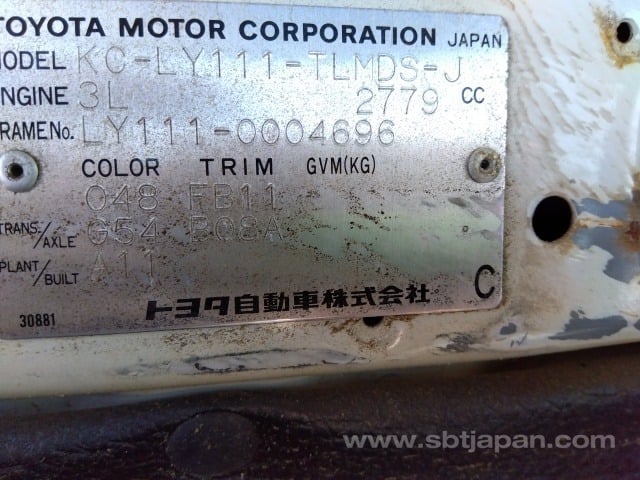 TOYOTA MOTOR CORPORATION JAPAN
MODEL KC-LY111-TLMDS-J
ENGINE 3L 2779 CC
FRAME No. LY111-0004696
COLOR TRIM GVM(KG)
048 FB11
TRANS./AXLE G54 B08A
PLANT/BUILT A11
トヨタ自動車株式会社 C
30881
www.sbtjapan.com